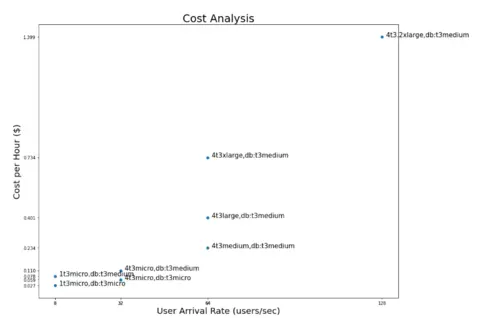 Cost Analysis
4t3.2xlarge,db:t3medium
1.399
4t3xlarge,db:t3medium
0.734
4t3large,db:t3medium
0.401
4t3medium,db:t3medium
0.234
4t3micro,db:t3medium
0.110
1t3micro,db:t3medium
4t3micro,db:t3micro
1t3micro,db:t3micro
0.027
32
64
128
Cost per Hour ($)
User Arrival Rate (users/sec)